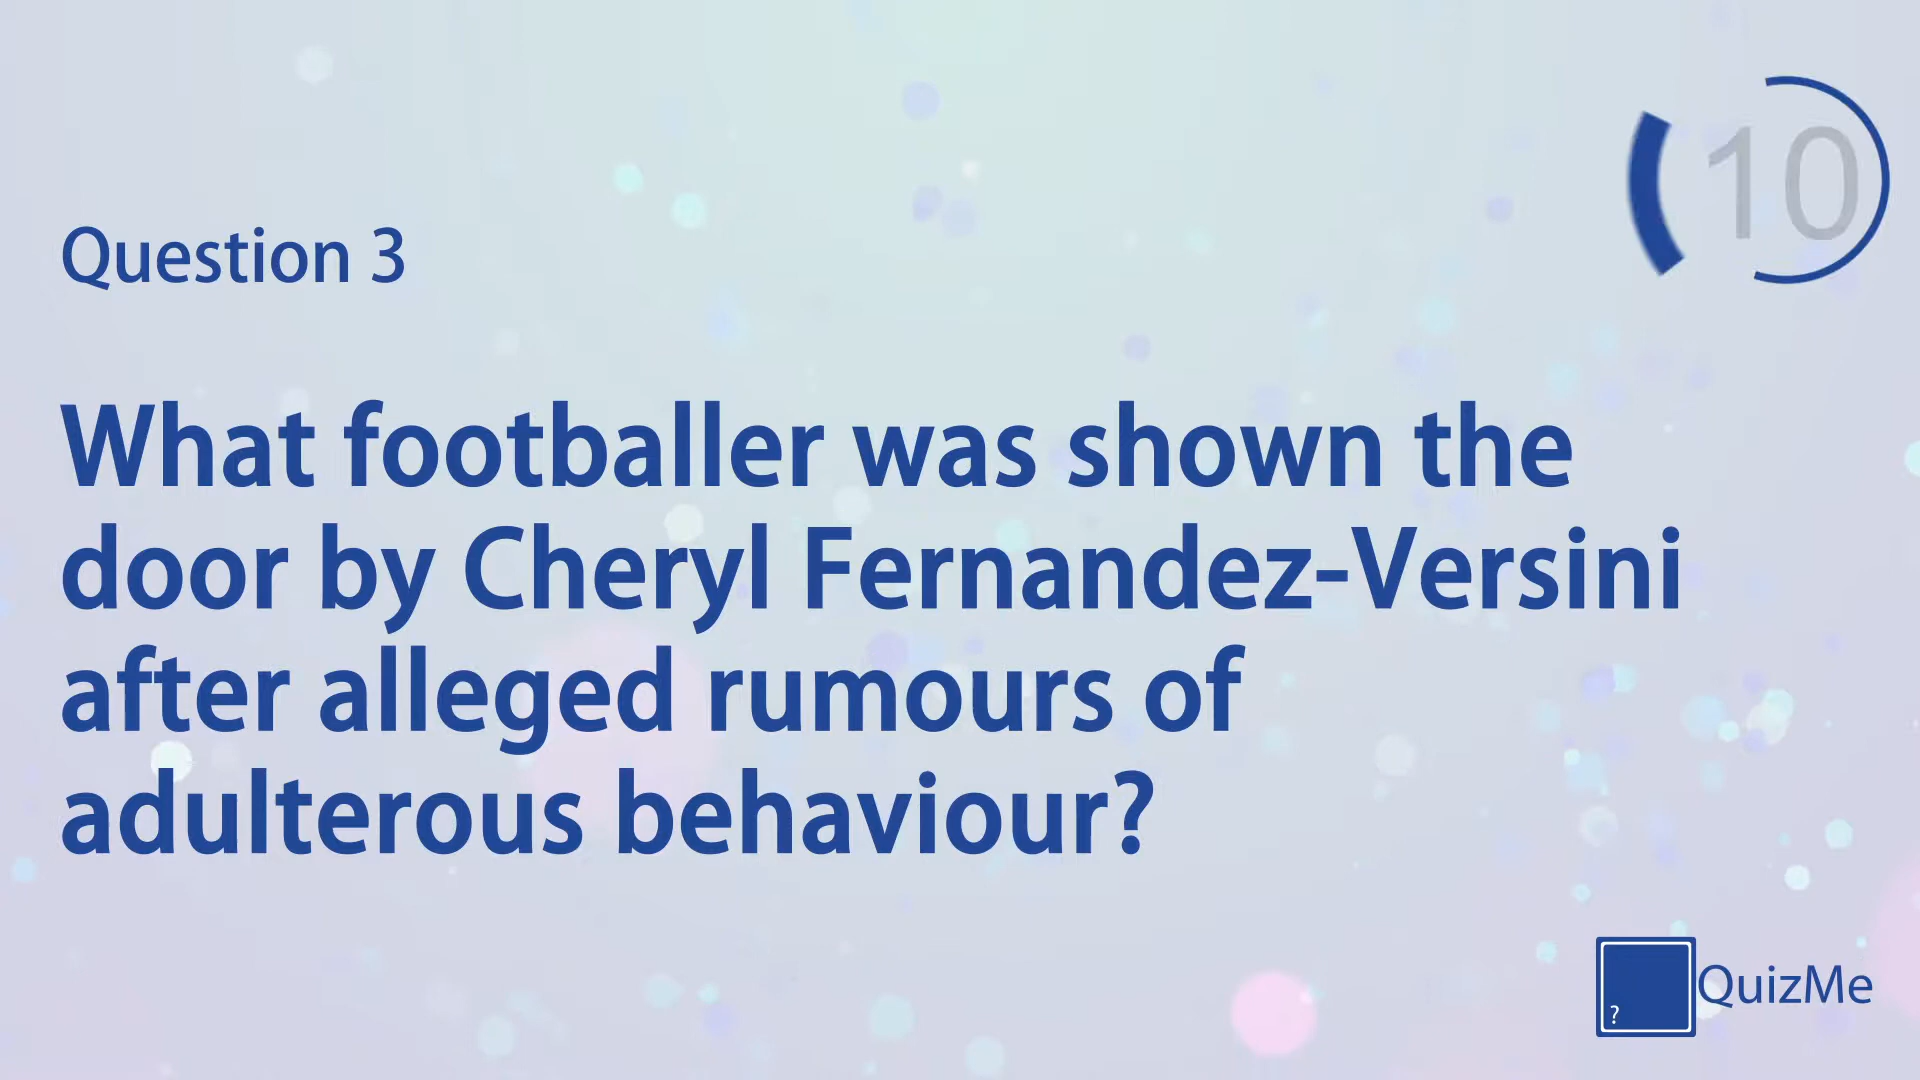 10
Question 3
What footballer was shown the
door by Cheryl Fernandez-Versini
after alleged rumours of
adulterous behaviour?
?
QuizMe